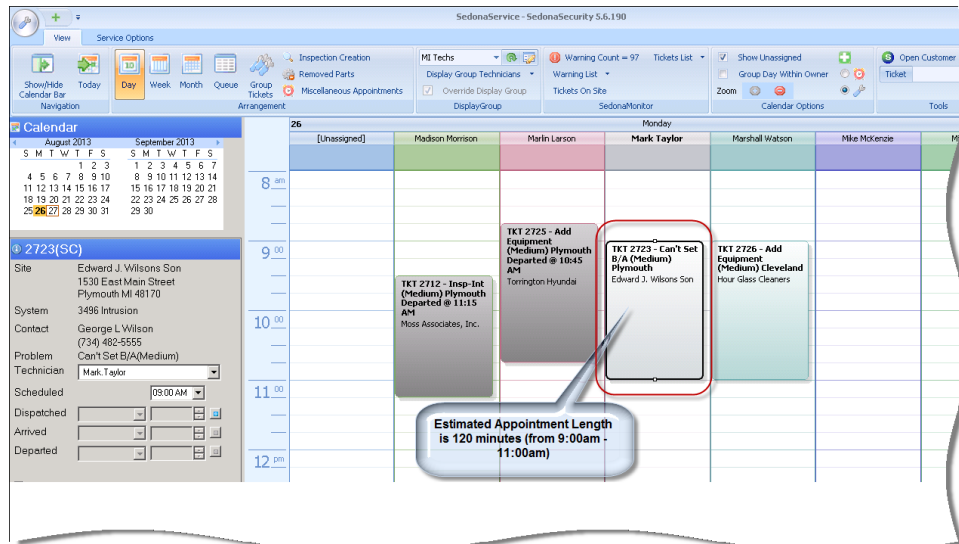 SedonaService - SedonaSecurity 5.6.190
View Service Options
Show/Hide Calendar Bar
Today
Navigation
Day Week Month Queue
Group Tickets
Inspection Creation
Removed Parts
Miscellaneous Appointments
Arrangement
MI Techs
Display Group Technicians
Override Display Group
DisplayGroup
Warning Count = 97 Tickets List
Warning List
Tickets On Site
SedonaMonitor
Show Unassigned
Group Day Within Owner
Zoom
Calendar Options
Open Customer
Ticket
Tools
Calendar
August 2013 September 2013
S M T W T F S S M T W T F S
1 2 3 1 2 3 4 5 6 7
4 5 6 7 8 9 10 8 9 10 11 12 13 14
11 12 13 14 15 16 17 15 16 17 18 19 20 21
18 19 20 21 22 23 24 22 23 24 25 26 27 28
25 26 27 28 29 30 31 29 30
2723(SC)
Site Edward J. Wilsons Son
1530 East Main Street
Plymouth MI 48170
System 3496 Intrusion
Contact George L Wilson
(734) 482-5555
Problem Can't Set B/A(Medium)
Technician Mark.Taylor
Scheduled 09:00 AM
Dispatched
Arrived
Departed
26 Monday
[Unassigned] Madison Morrison Marlin Larson Mark Taylor Marshall Watson Mike McKenzie
8 am
9 00
10 00
11 00
12 pm
TKT 2712 - Insp-Int
(Medium) Plymouth
Departed @ 11:15
AM
Moss Associates, Inc.
TKT 2725 - Add
Equipment
(Medium) Plymouth
Departed @ 10:45
AM
Torrington Hyundai
TKT 2723 - Can't Set
B/A (Medium)
Plymouth
Edward J. Wilsons Son
TKT 2726 - Add
Equipment
(Medium) Cleveland
Hour Glass Cleaners
Estimated Appointment Length
is 120 minutes (from 9:00am -
11:00am)